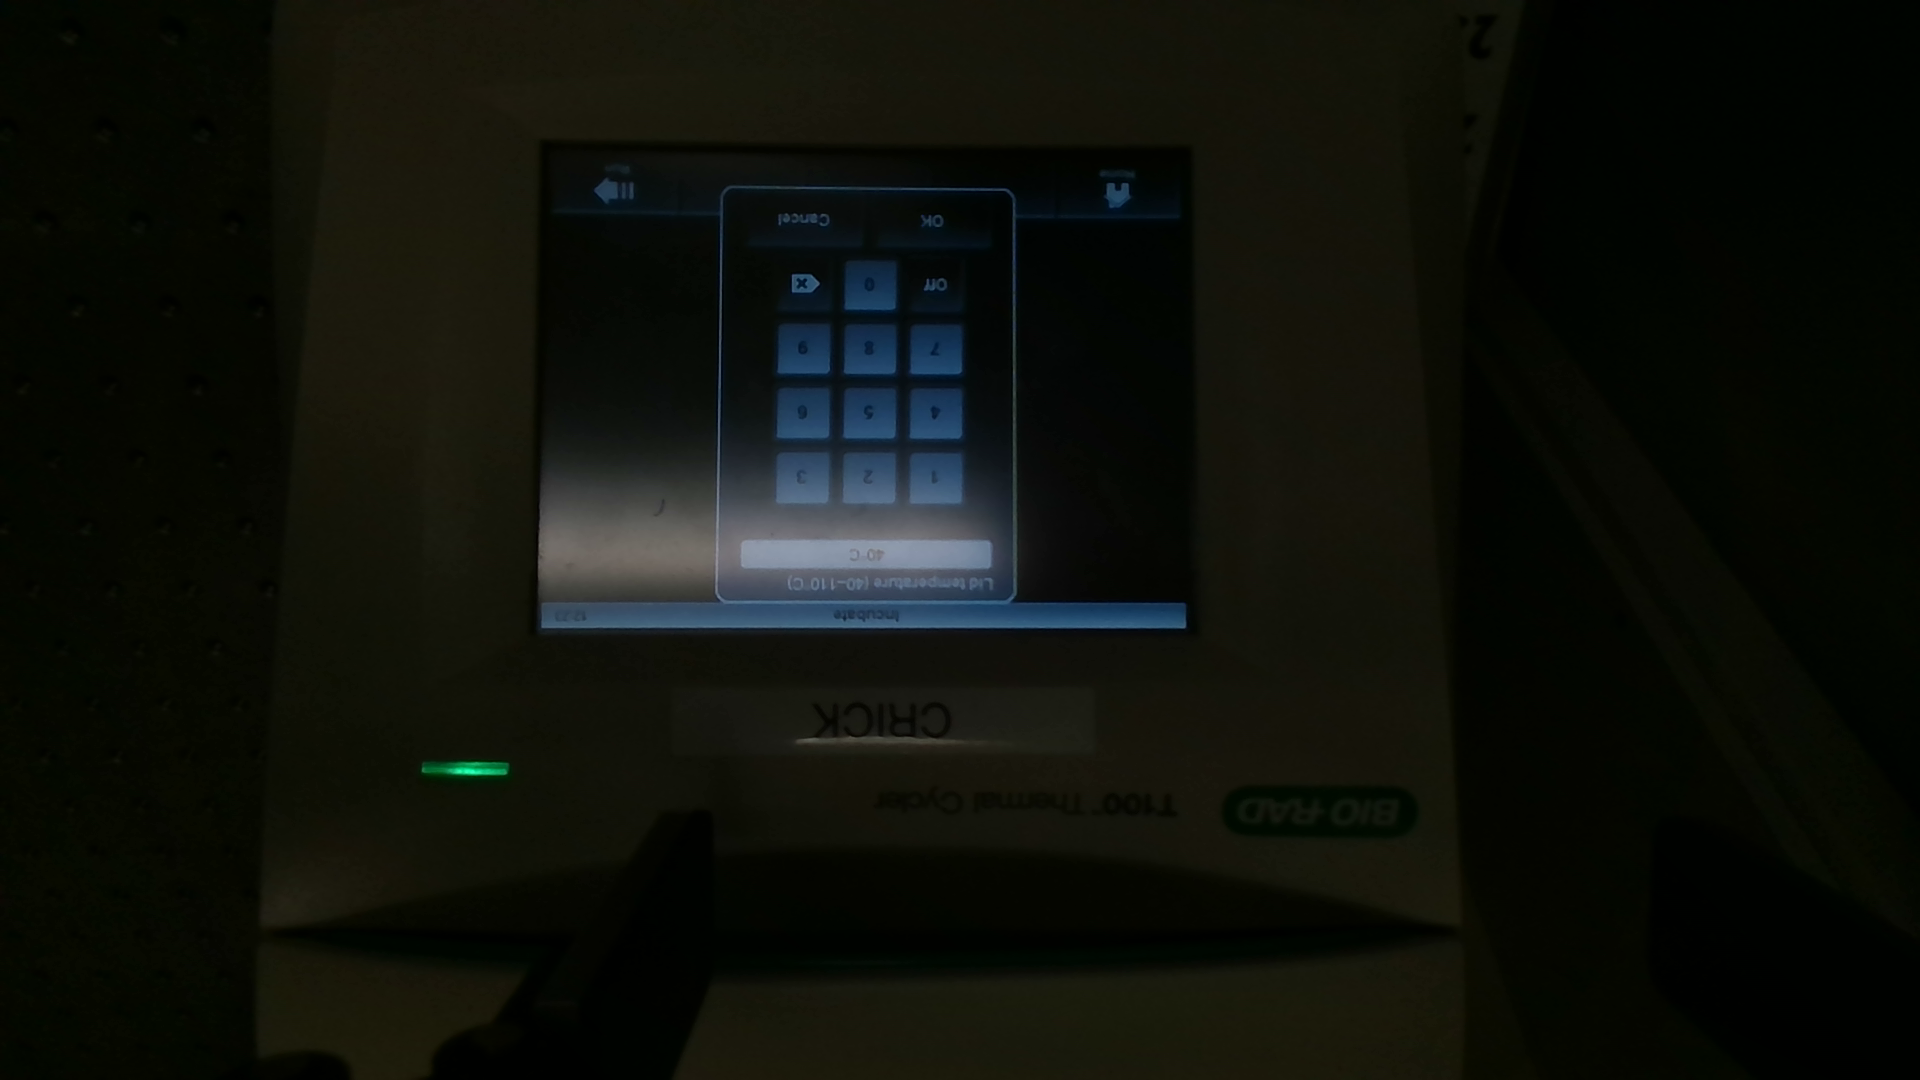 BIO-RAD
T100™ Thermal Cycler
CRICK
Incubate
Lid temperature (40–110°C)
40°C
1 2 3
4 5 6
7 8 9
Off 0
OK Cancel
Home